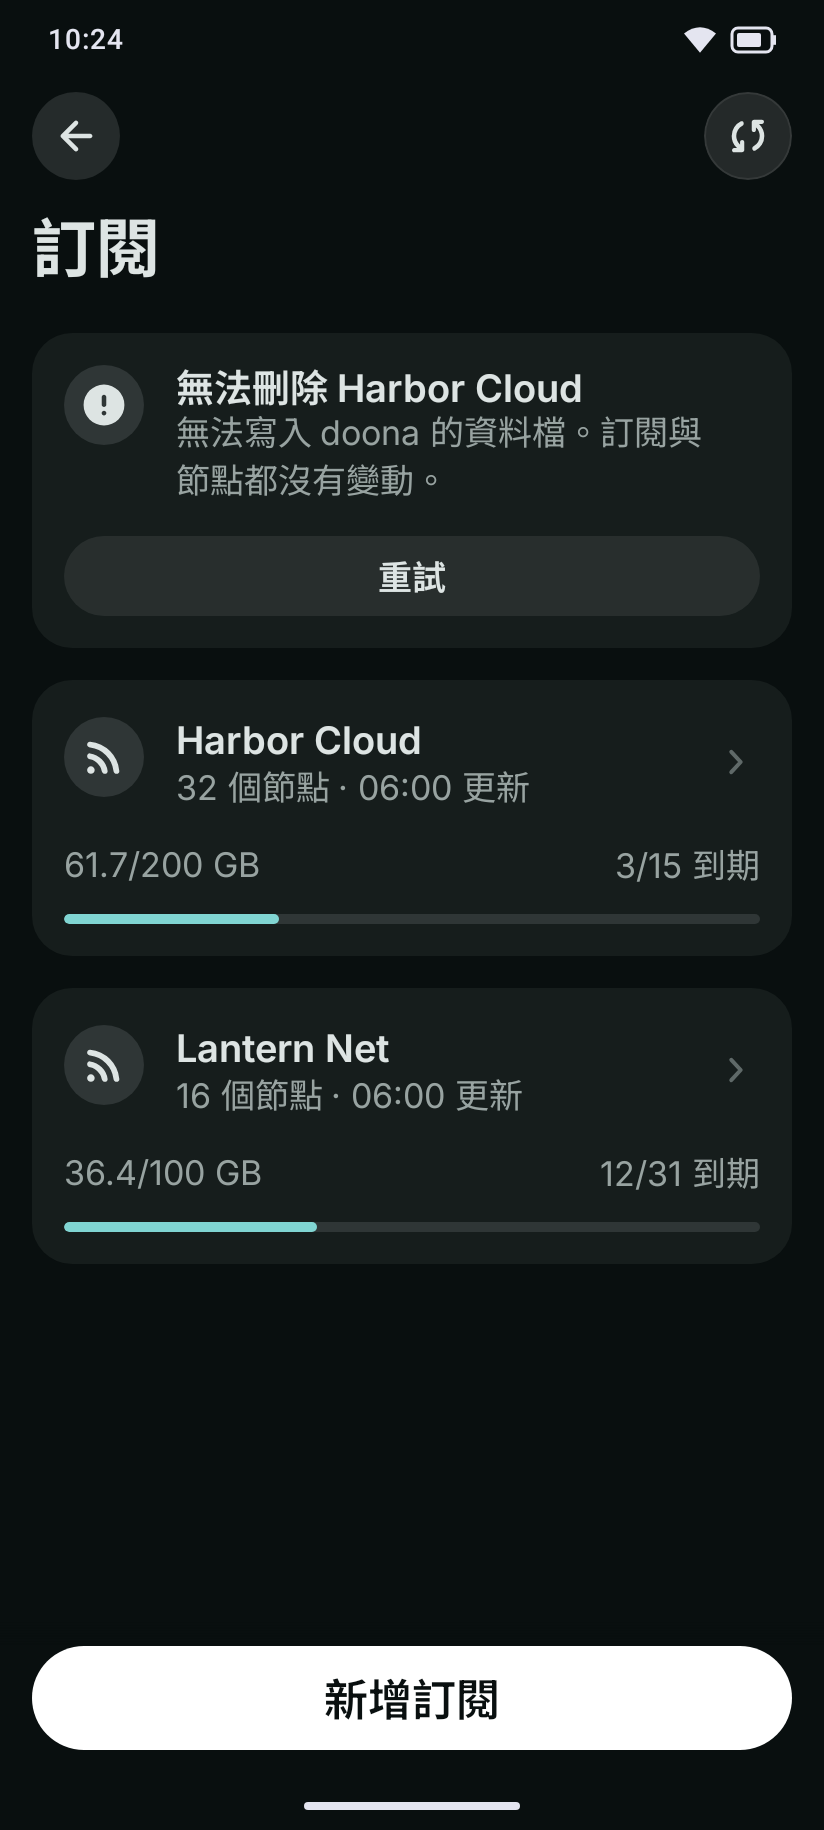 10:24
訂閱
無法刪除 Harbor Cloud
無法寫入 doona 的資料檔。訂閱與
節點都沒有變動。
重試
Harbor Cloud
32 個節點 · 06:00 更新
61.7/200 GB
3/15 到期
Lantern Net
16 個節點 · 06:00 更新
36.4/100 GB
12/31 到期
新增訂閱